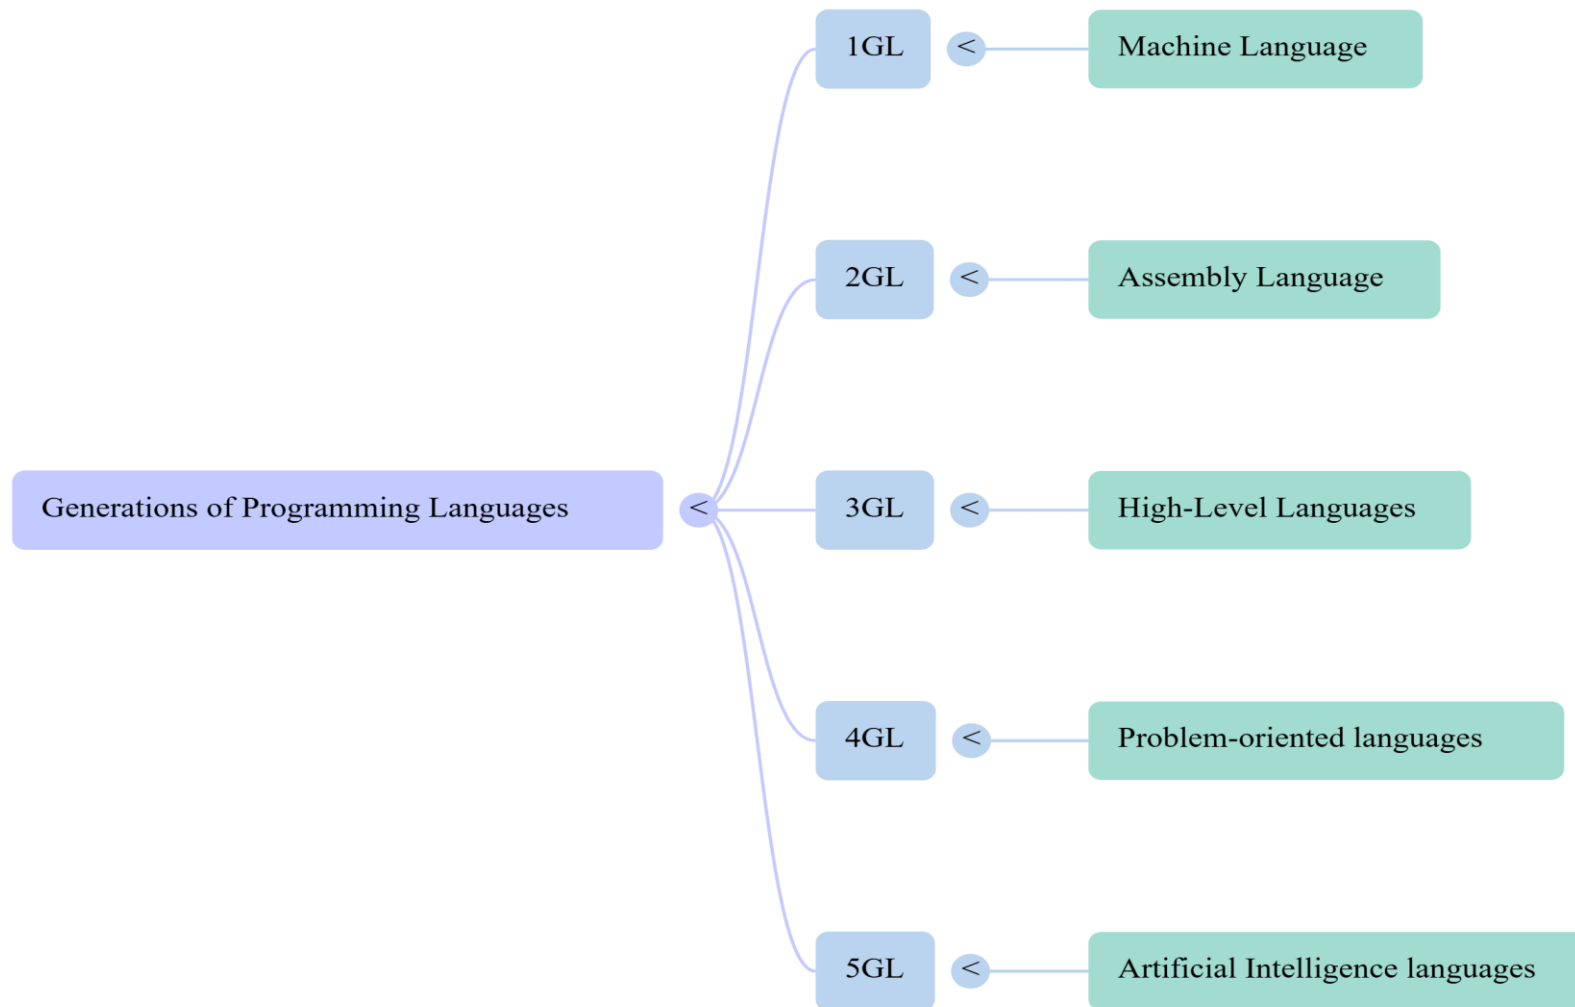 1GL < Machine Language
2GL < Assembly Language
Generations of Programming Languages < 3GL < High-Level Languages
4GL < Problem-oriented languages
5GL < Artificial Intelligence languages